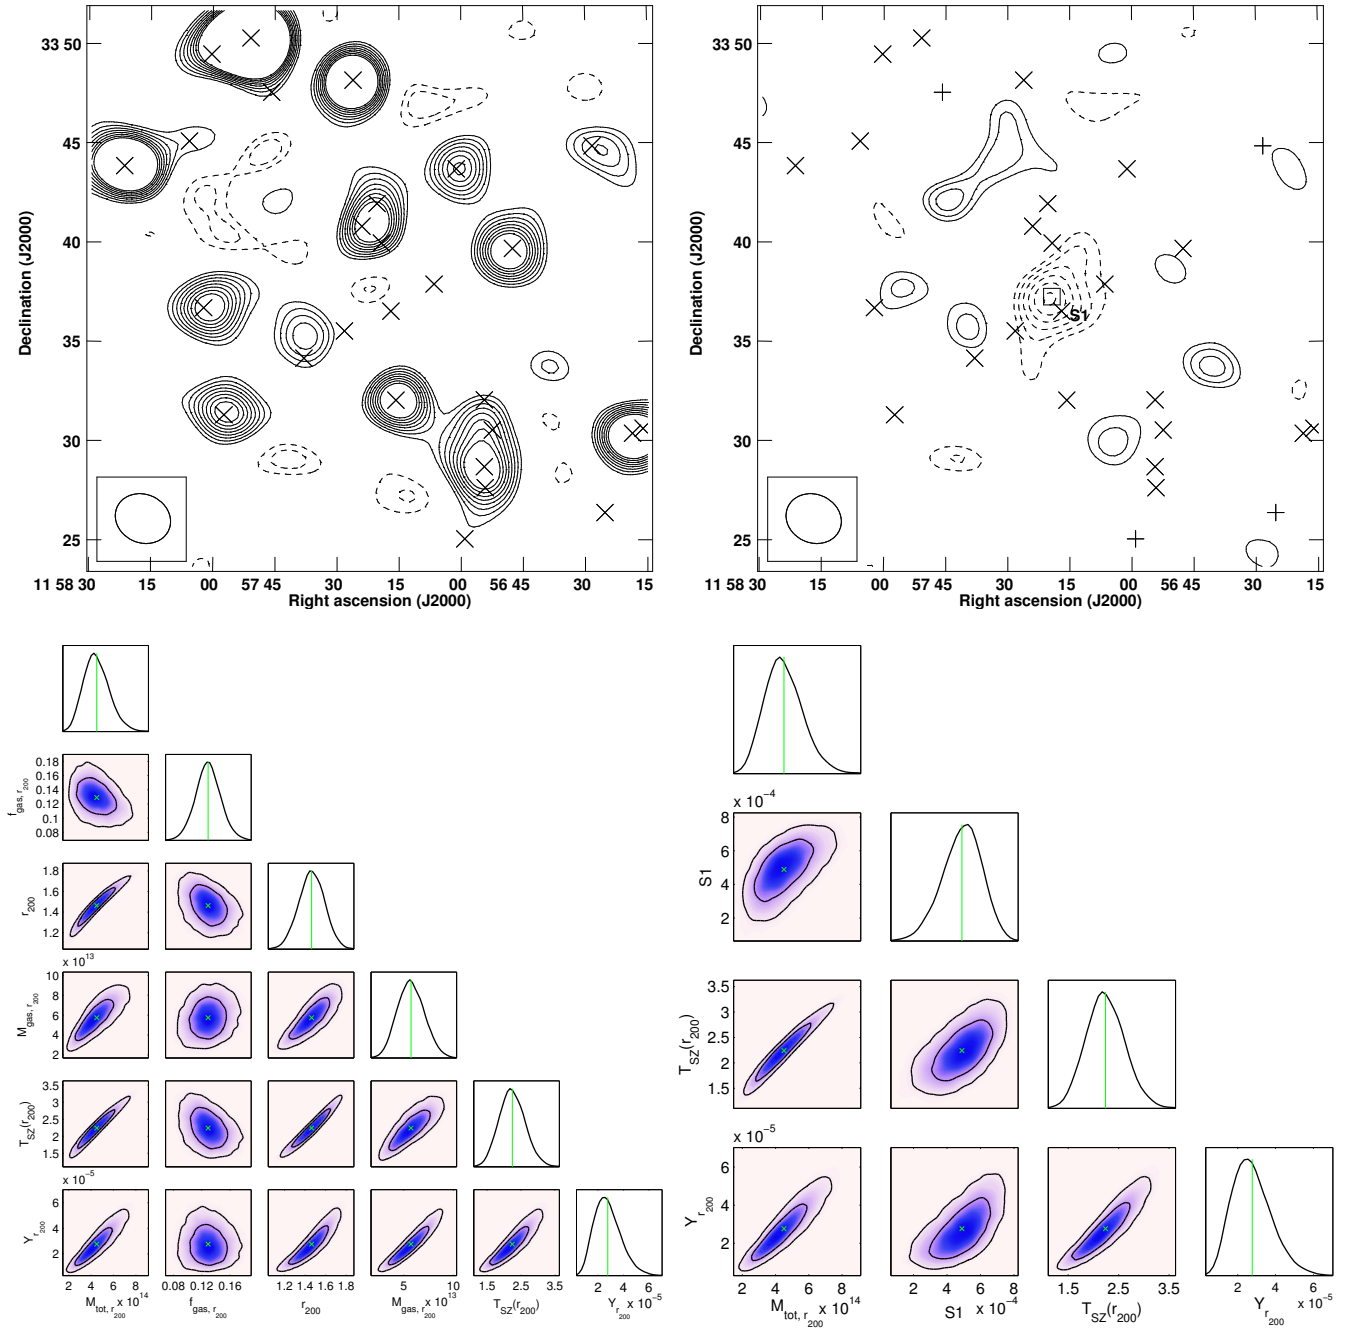 33 50
45
40
35
30
25
Declination (J2000)
11 58 30 15 00 57 45 30 15 00 56 45 30 15
Right ascension (J2000)
33 50
45
40
35
30
25
Declination (J2000)
S1
11 58 30 15 00 57 45 30 15 00 56 45 30 15
Right ascension (J2000)
0.18
0.16
0.14
0.12
0.1
0.08
f gas, r 200
1.8
1.6
1.4
1.2
r 200
x 10^13
10
8
6
4
2
M gas, r 200
3.5
3
2.5
2
1.5
T SZ (r 200)
x 10^−5
6
4
2
Y r 200
2 4 6 8
0.08 0.12 0.16
1.2 1.4 1.6 1.8
5 10
1.5 2.5 3.5
2 4 6
M tot, r 200 x 10^14
f gas, r 200
r 200
M gas, r 200 x 10^13
T SZ (r 200)
Y r 200 x 10^−5
x 10^−4
8
6
4
2
S1
3.5
3
2.5
2
1.5
T SZ (r 200)
x 10^−5
6
4
2
Y r 200
2 4 6 8
2 4 6 8
1.5 2.5 3.5
2 4 6
M tot, r 200 x 10^14
S1 x 10^−4
T SZ (r 200)
Y r 200 x 10^−5